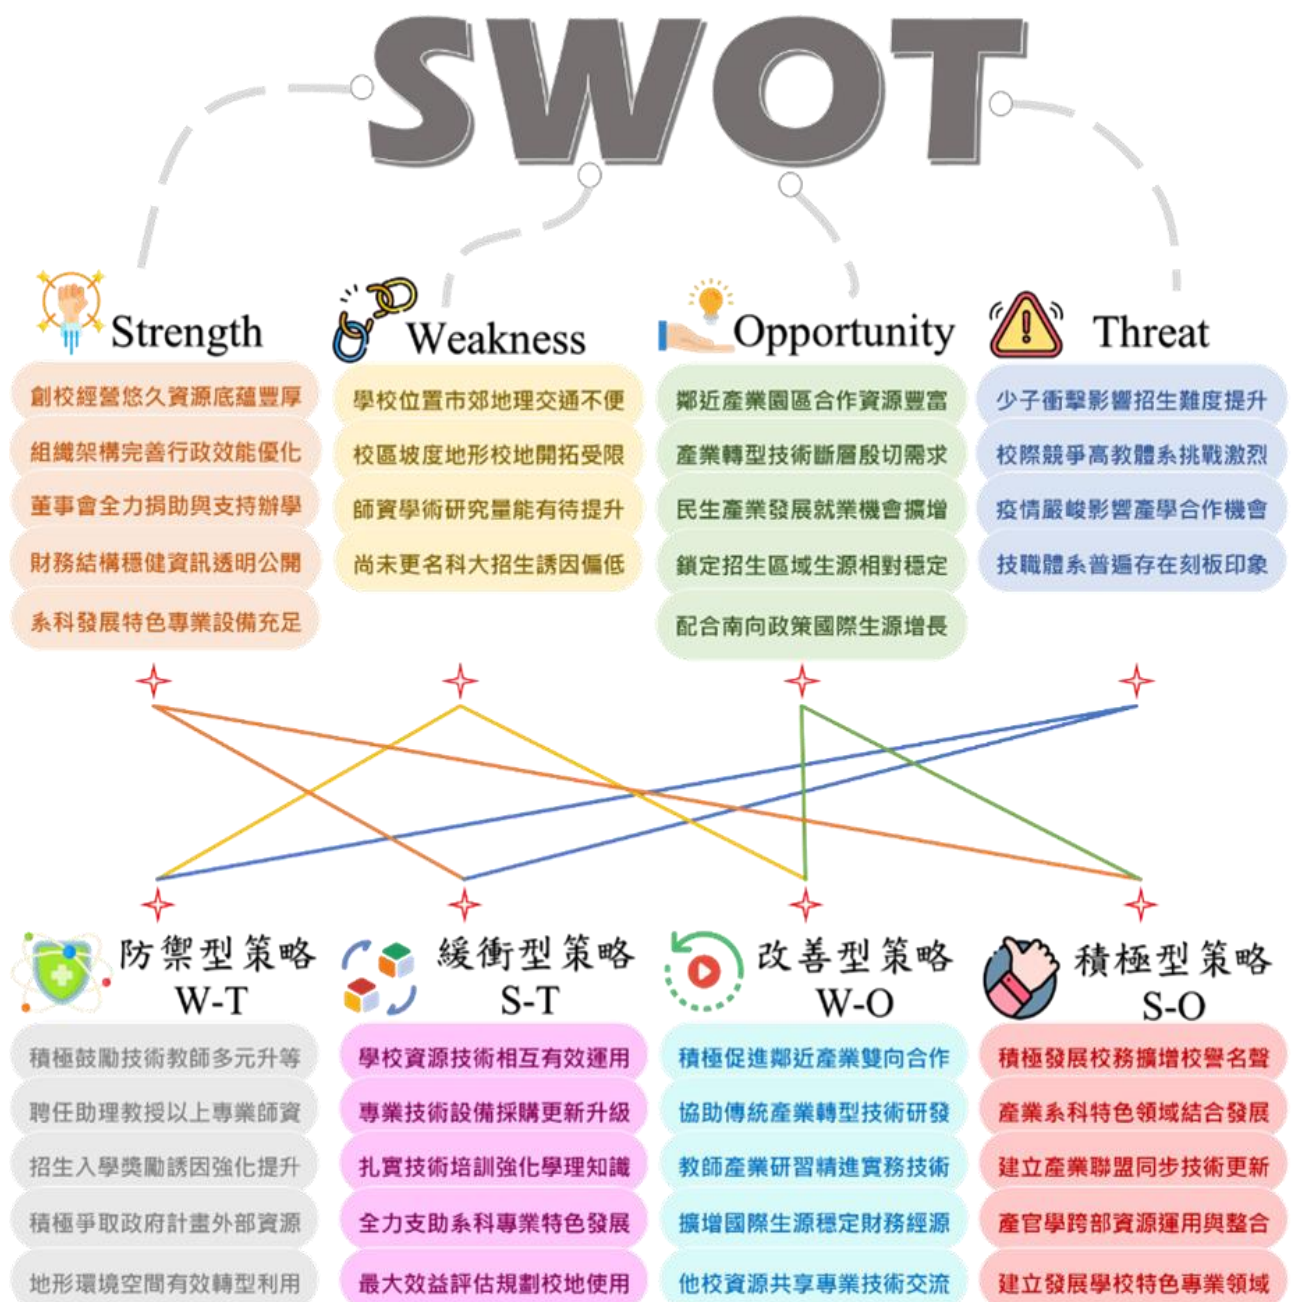 SWOT
Strength
創校經營悠久資源底蘊豐厚
組織架構完善行政效能優化
董事會全力捐助與支持辦學
財務結構穩健資訊透明公開
系科發展特色專業設備充足
Weakness
學校位置市郊地理交通不便
校區坡度地形校地開拓受限
師資學術研究量能有待提升
尚未更名科大招生誘因偏低
Opportunity
鄰近產業園區合作資源豐富
產業轉型技術斷層殷切需求
民生產業發展就業機會擴增
鎖定招生區域生源相對穩定
配合南向政策國際生源增長
Threat
少子衝擊影響招生難度提升
校際競爭高教體系挑戰激烈
疫情嚴峻影響產學合作機會
技職體系普遍存在刻板印象
防禦型策略
W-T
積極鼓勵技術教師多元升等
聘任助理教授以上專業師資
招生入學獎勵誘因強化提升
積極爭取政府計畫外部資源
地形環境空間有效轉型利用
緩衝型策略
S-T
學校資源技術相互有效運用
專業技術設備採購更新升級
扎實技術培訓強化學理知識
全力支助系科專業特色發展
最大效益評估規劃校地使用
改善型策略
W-O
積極促進鄰近產業雙向合作
協助傳統產業轉型技術研發
教師產業研習精進實務技術
擴增國際生源穩定財務經源
他校資源共享專業技術交流
積極型策略
S-O
積極發展校務擴增校譽名聲
產業系科特色領域結合發展
建立產業聯盟同步技術更新
產官學跨部資源運用與整合
建立發展學校特色專業領域